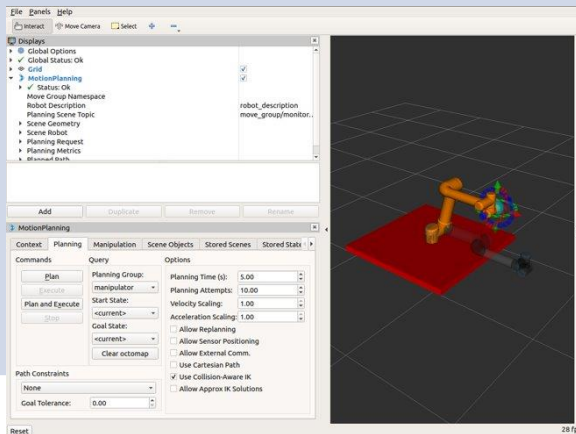 File Panels Help
Interact Move Camera Select
Displays
Global Options
Global Status: Ok
Grid
MotionPlanning
Status: Ok
Move Group Namespace
Robot Description robot_description
Planning Scene Topic move_group/monitor...
Scene Geometry
Scene Robot
Planning Request
Planning Metrics
Planned Path
Add Duplicate Remove Rename
MotionPlanning
Context Planning Manipulation Scene Objects Stored Scenes Stored State
Commands Query Options
Plan Planning Group: Planning Time (s): 5.00
Execute manipulator Planning Attempts: 10.00
Plan and Execute Start State: Velocity Scaling: 1.00
Stop <current> Acceleration Scaling: 1.00
Goal State: Allow Replanning
<current> Allow Sensor Positioning
Clear octomap Allow External Comm.
Use Cartesian Path
Path Constraints Use Collision-Aware IK
None Allow Approx IK Solutions
Goal Tolerance: 0.00
Reset 28 fp